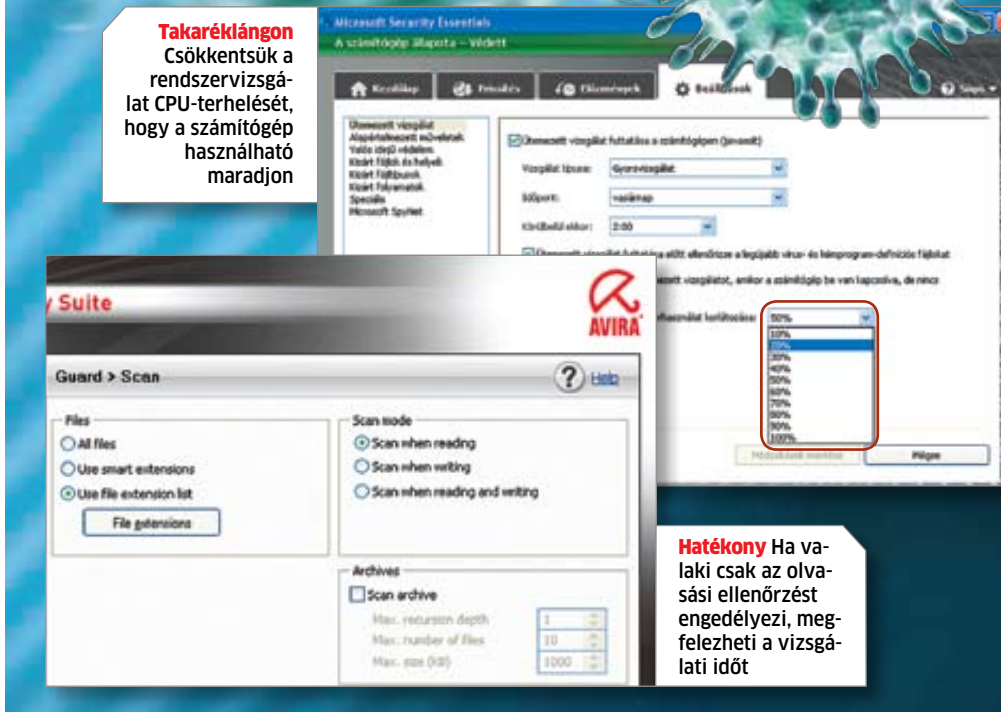 Takaréklángon
Csökkentsük a
rendszervizsgá-
lat CPU-terhelését,
hogy a számítógép
használható
maradjon
Microsoft Security Essentials
A számítógép állapota – Védett
Kezdőlap
Frissítés
Előzmények
Beállítások
Súgó
Ütemezett vizsgálat
Alapértelmezett műveletek
Valós idejű védelem
Kizárt fájlok és helyek
Kizárt fájltípusok
Kizárt folyamatok
Speciális
Microsoft SpyNet
Ütemezett vizsgálat futtatása a számítógépen (javasolt)
Vizsgálat típusa: Gyorsvizsgálat
Időpont: vasárnap
Körülbelül ekkor: 2:00
Ütemezett vizsgálat futtatása előtt ellenőrizze a legújabb vírus- és kémprogram-definíciós fájlokat
vizsgálatot, amikor a számítógép be van kapcsolva, de nincs
korlátozása: 50%
10%
20%
30%
40%
50%
60%
70%
80%
90%
100%
Módosítások mentése
Mégse
y Suite
AVIRA
Guard > Scan
Help
Files
All files
Use smart extensions
Use file extension list
File extensions
Scan mode
Scan when reading
Scan when writing
Scan when reading and writing
Archives
Scan archive
Max. recursion depth 1
Max. number of files 10
Max. size (KB) 1000
Hatékony Ha va-
laki csak az olva-
sási ellenőrzést
engedélyezi, meg-
felezheti a vizsgá-
lati időt